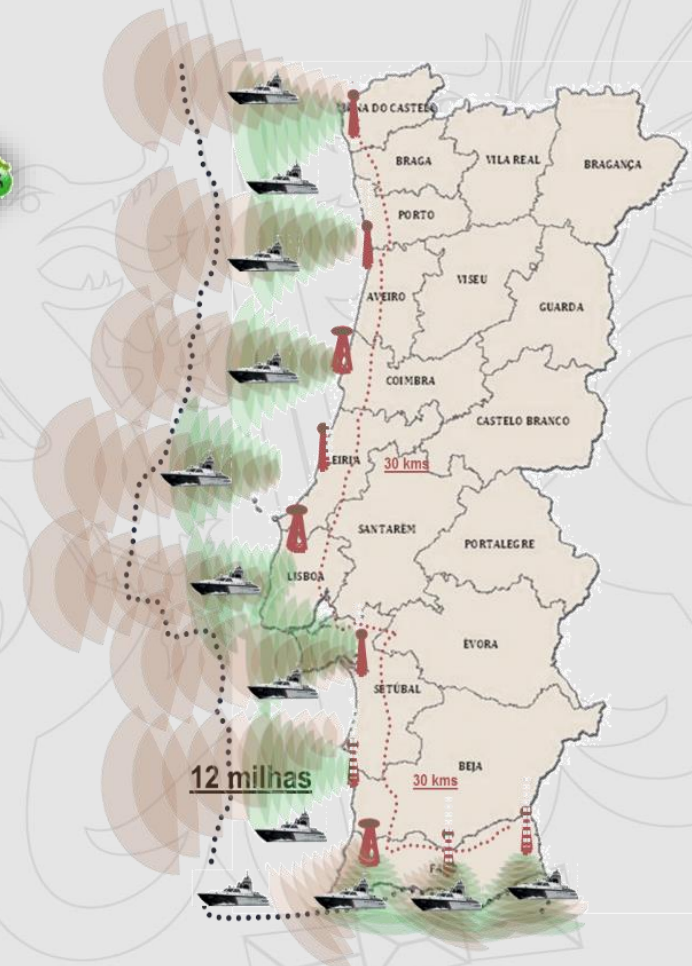 BRAGA
VILA REAL
BRAGANÇA
PORTO
AVEIRO
VISEU
GUARDA
COIMBRA
CASTELO BRANCO
30 kms
SANTARÉM
PORTALEGRE
LISBOA
ÉVORA
SETÚBAL
BEJA
12 milhas
30 kms